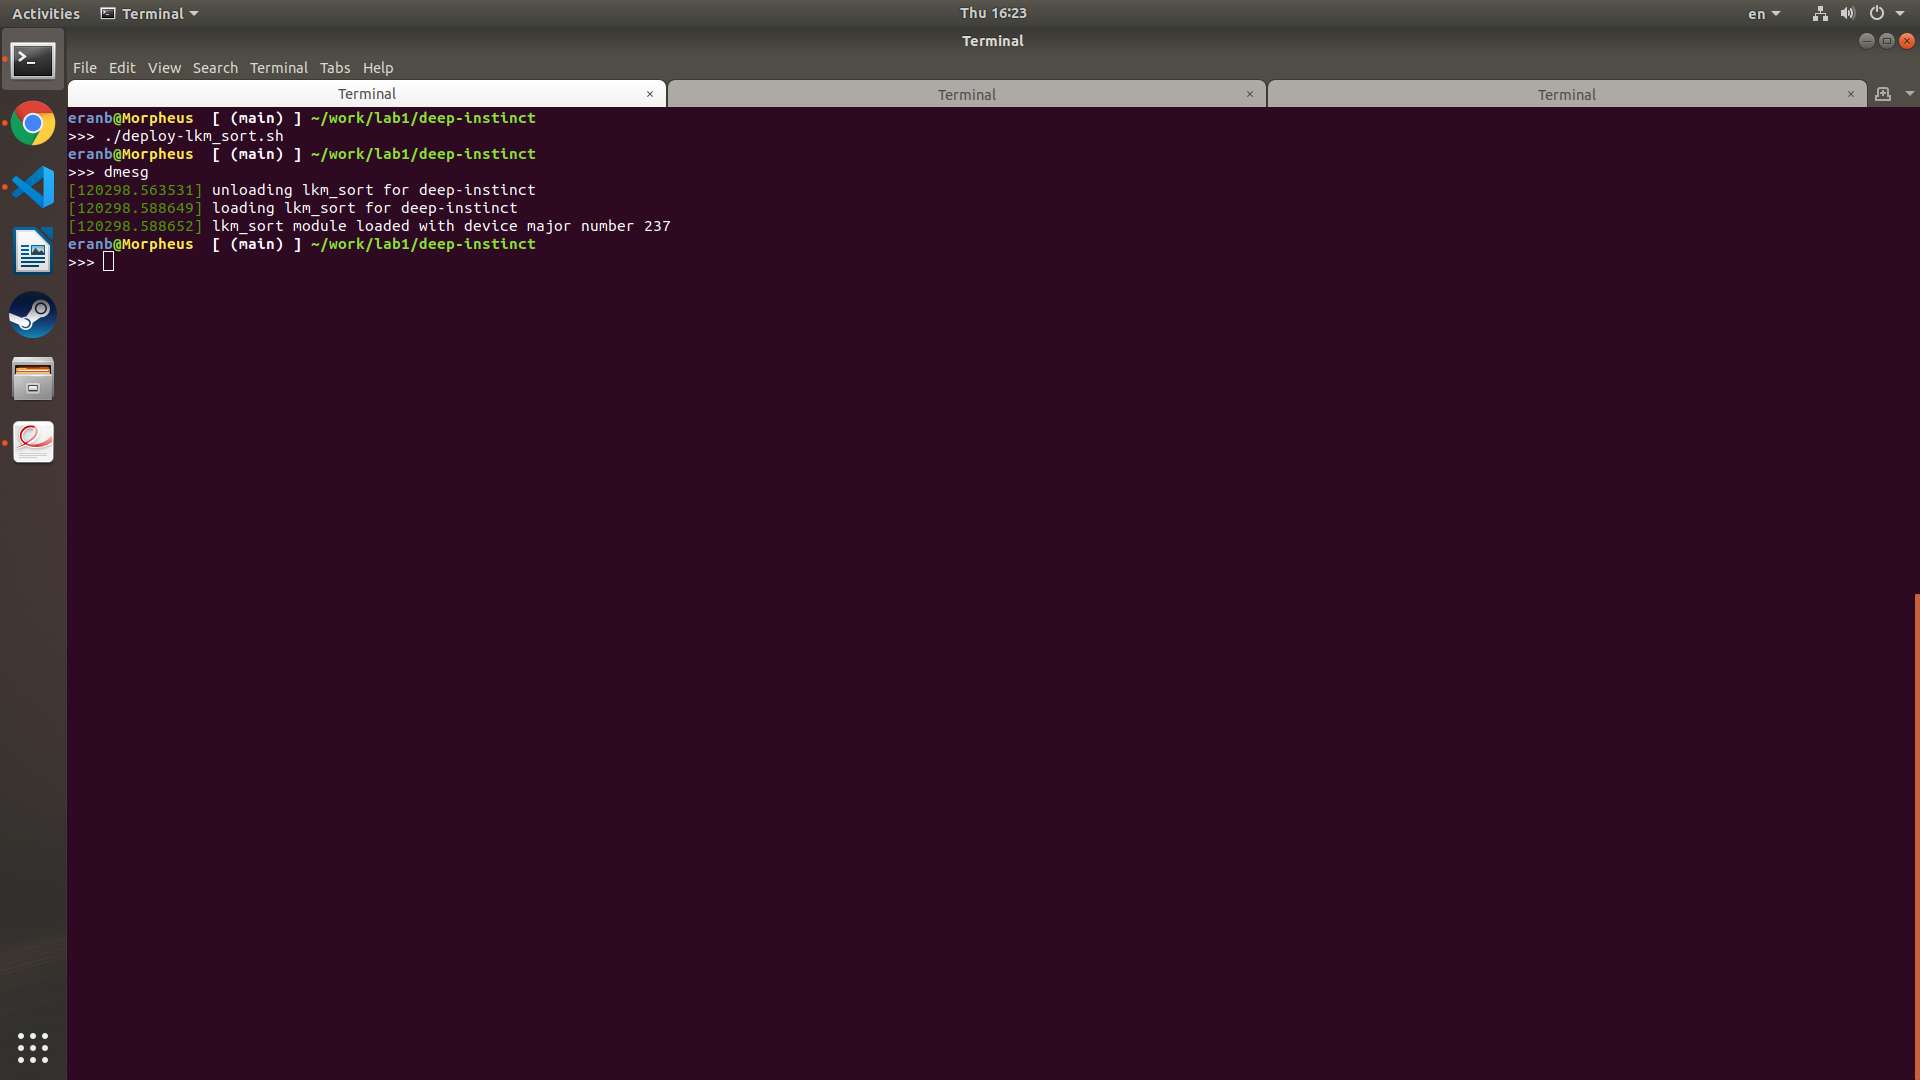 Activities Terminal Thu 16:23 en
Terminal
File Edit View Search Terminal Tabs Help
Terminal × Terminal × Terminal ×
eranb@Morpheus  [ (main) ] ~/work/lab1/deep-instinct
>>> ./deploy-lkm_sort.sh
eranb@Morpheus  [ (main) ] ~/work/lab1/deep-instinct
>>> dmesg
[120298.563531] unloading lkm_sort for deep-instinct
[120298.588649] loading lkm_sort for deep-instinct
[120298.588652] lkm_sort module loaded with device major number 237
eranb@Morpheus  [ (main) ] ~/work/lab1/deep-instinct
>>>